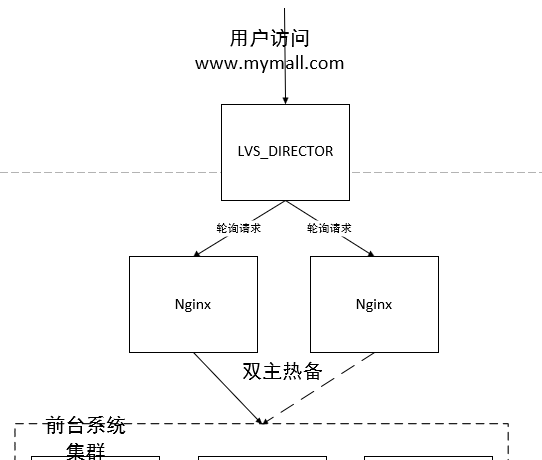 用户访问
www.mymall.com
LVS_DIRECTOR
轮询请求
轮询请求
Nginx
Nginx
双主热备
前台系统
集群